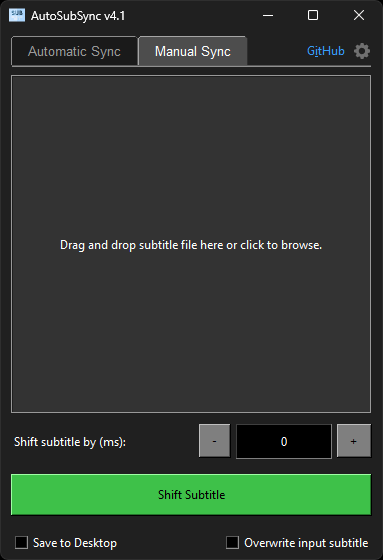 SUB
AutoSubSync v4.1
Automatic Sync
Manual Sync
GitHub
Drag and drop subtitle file here or click to browse.
Shift subtitle by (ms):
-
0
+
Shift Subtitle
Save to Desktop
Overwrite input subtitle